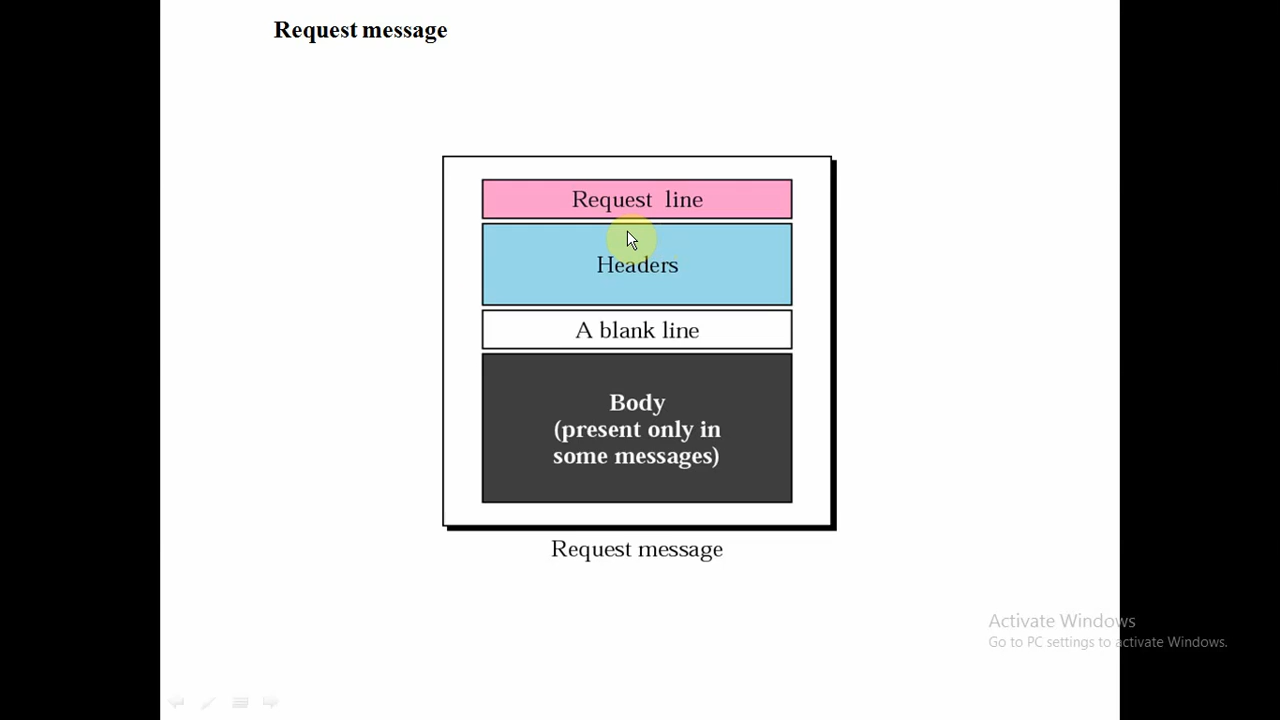 Request message
Request line
Headers
A blank line
Body
(present only in
some messages)
Request message
Activate Windows
Go to PC settings to activate Windows.